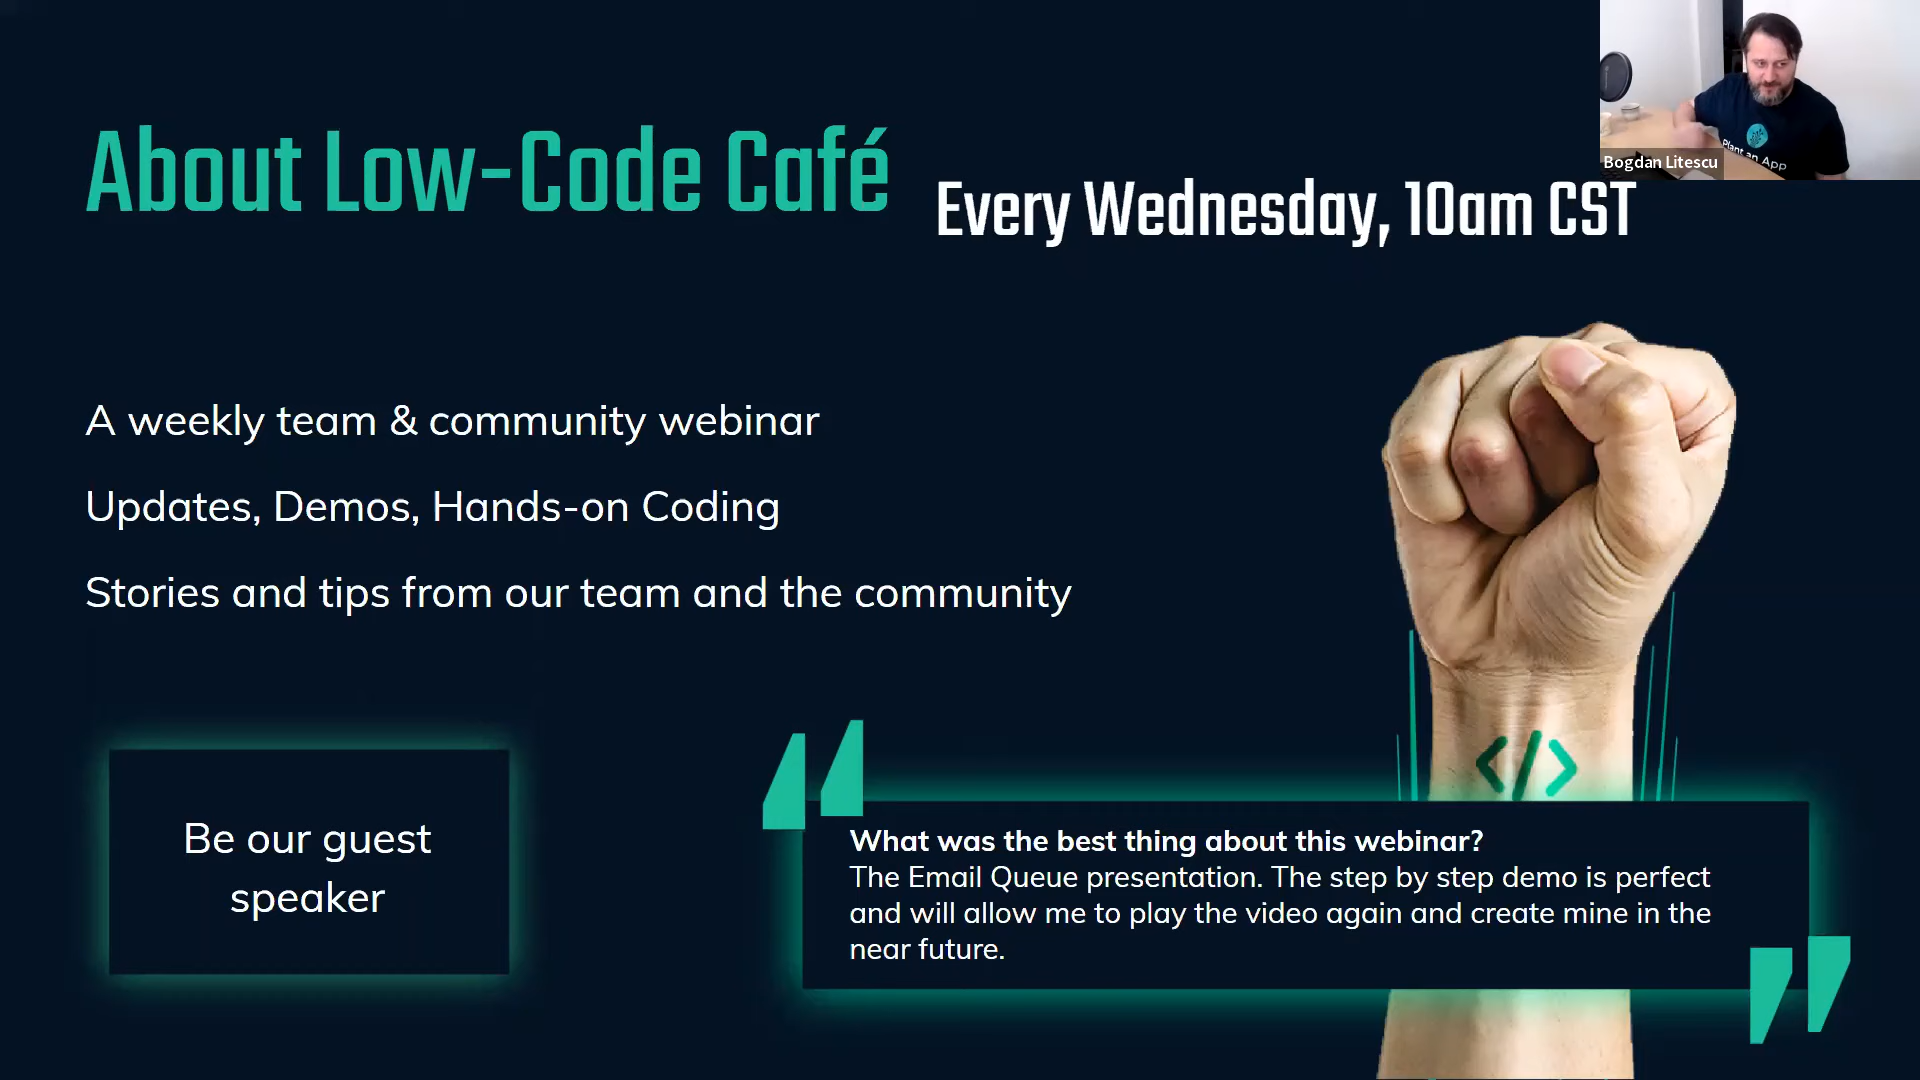 About Low-Code Café
Every Wednesday, 10am CST
Plant an App
Bogdan Litescu
A weekly team & community webinar
Updates, Demos, Hands-on Coding
Stories and tips from our team and the community
</>
Be our guest
speaker
“
What was the best thing about this webinar?
The Email Queue presentation. The step by step demo is perfect
and will allow me to play the video again and create mine in the
near future.
”